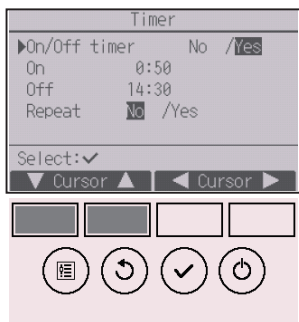 Timer
▶On/Off timer No /Yes
On 0:50
Off 14:30
Repeat No /Yes
Select:✓
▼ Cursor ▲ ◀ Cursor ▶